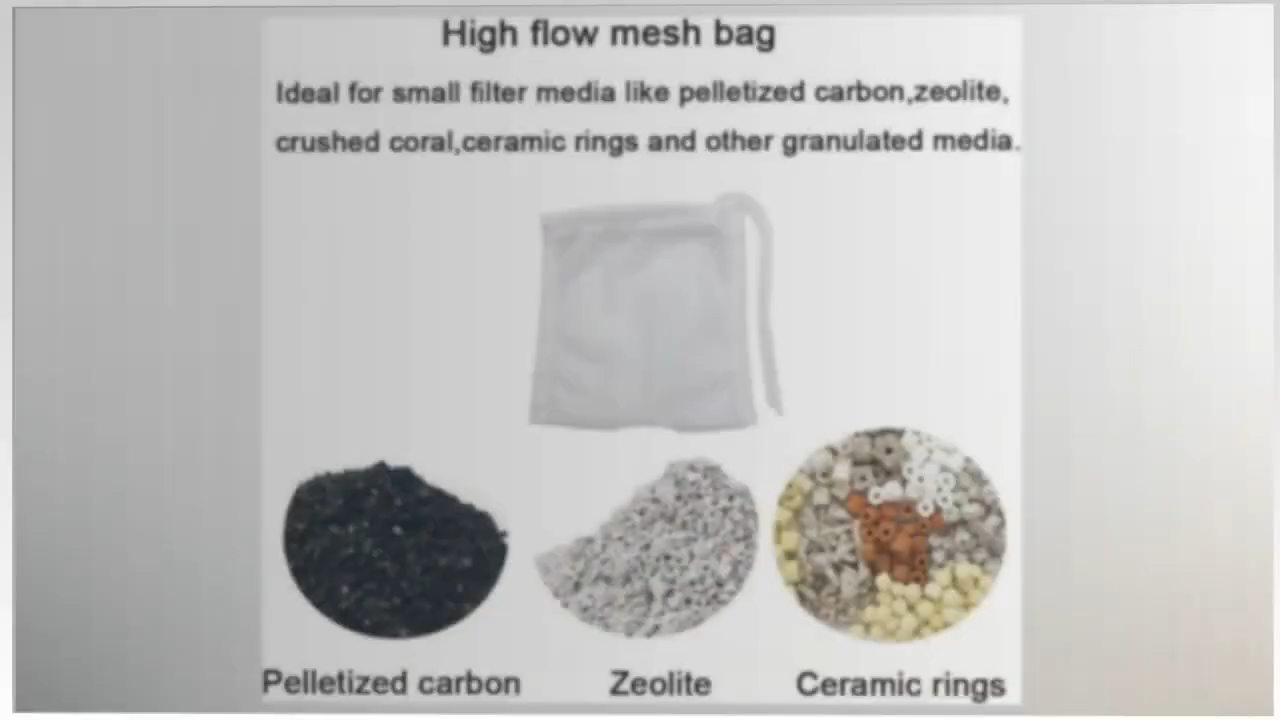 High flow mesh bag
Ideal for small filter media like pelletized carbon,zeolite,
crushed coral,ceramic rings and other granulated media.
Pelletized carbon
Zeolite
Ceramic rings